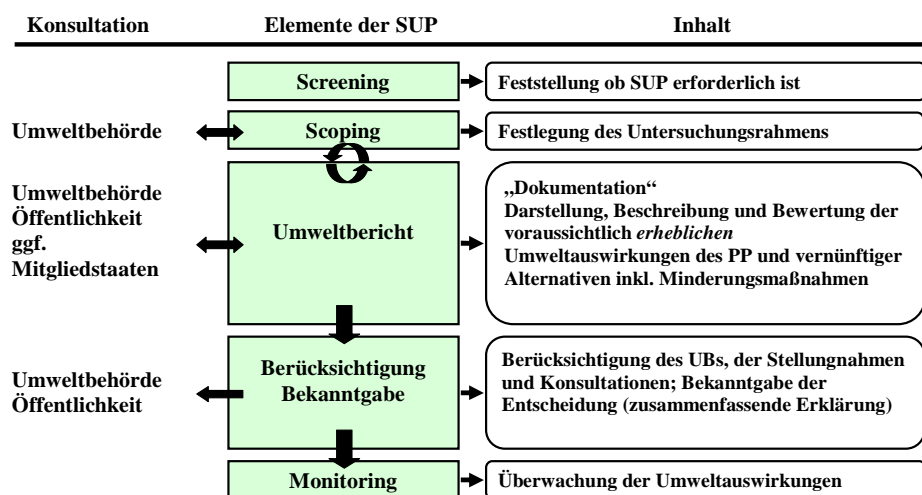 Konsultation Elemente der SUP Inhalt
Screening
Feststellung ob SUP erforderlich ist
Umweltbehörde
Scoping
Festlegung des Untersuchungsrahmens
Umweltbehörde
Öffentlichkeit
ggf.
Mitgliedstaaten
Umweltbericht
„Dokumentation“
Darstellung, Beschreibung und Bewertung der
voraussichtlich erheblichen
Umweltauswirkungen des PP und vernünftiger
Alternativen inkl. Minderungsmaßnahmen
Umweltbehörde
Öffentlichkeit
Berücksichtigung
Bekanntgabe
Berücksichtigung des UBs, der Stellungnahmen
und Konsultationen; Bekanntgabe der
Entscheidung (zusammenfassende Erklärung)
Monitoring
Überwachung der Umweltauswirkungen